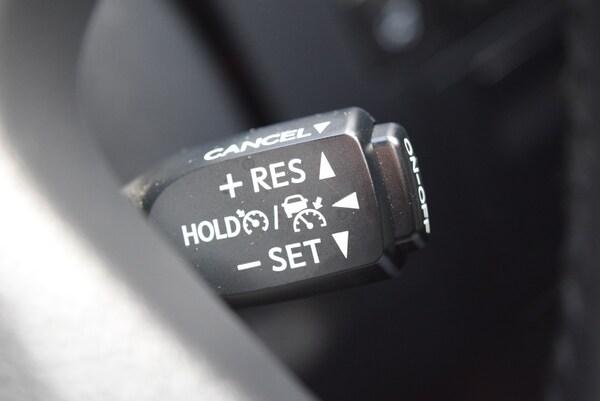 CANCEL ▼
+ RES ▲
HOLD / ◀
− SET ▼
ON-OFF